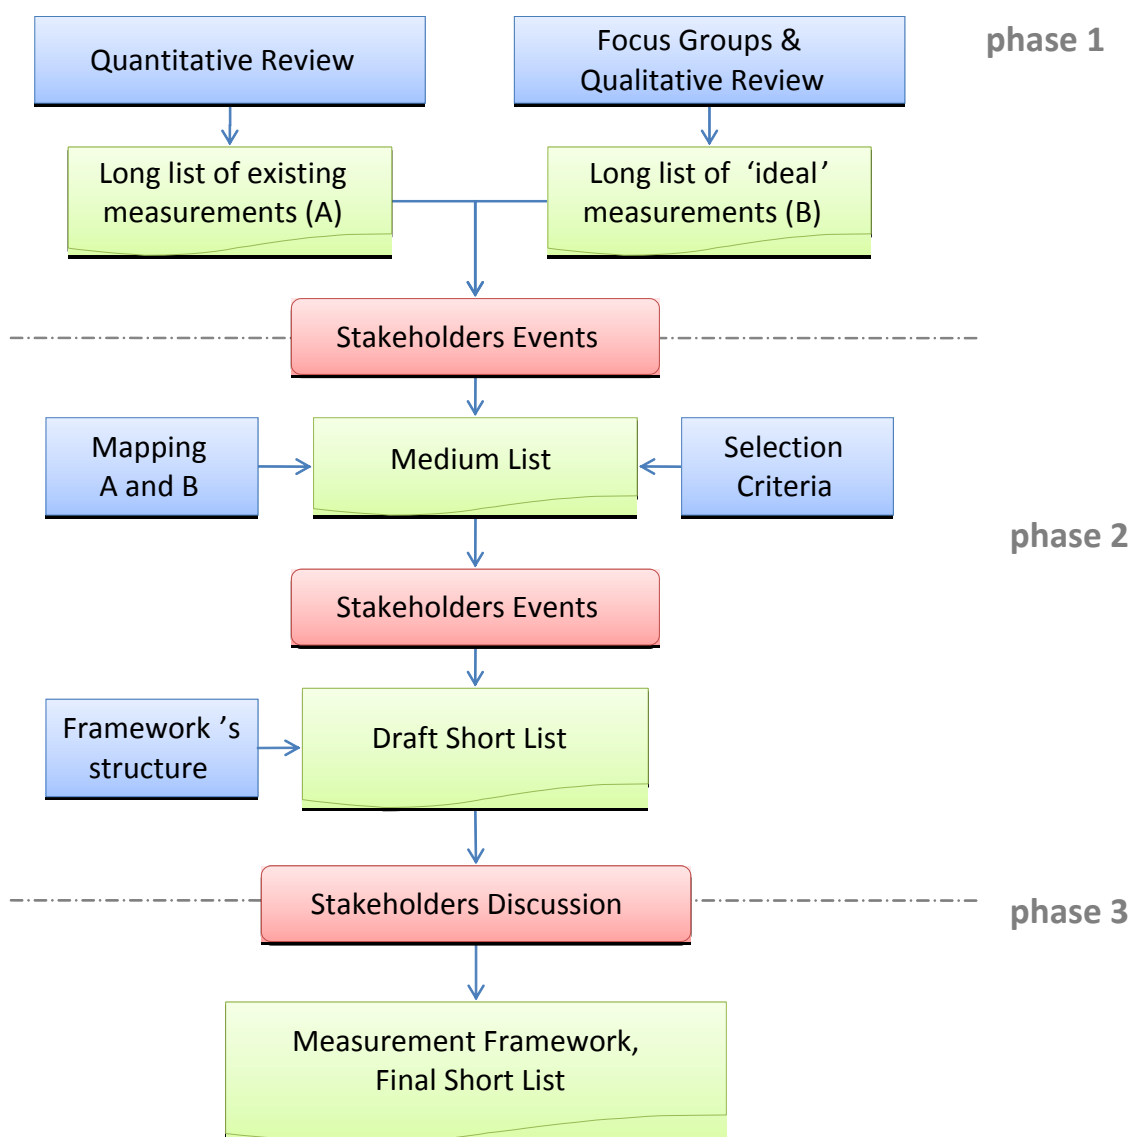 Quantitative Review
Focus Groups &
Qualitative Review
phase 1
Long list of existing
measurements (A)
Long list of ‘ideal’
measurements (B)
Stakeholders Events
Mapping
A and B
Medium List
Selection
Criteria
phase 2
Stakeholders Events
Framework ’s
structure
Draft Short List
Stakeholders Discussion
phase 3
Measurement Framework,
Final Short List